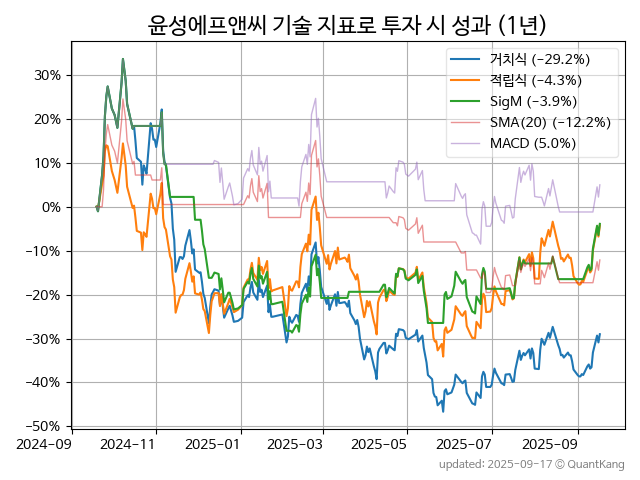 윤성에프앤씨 기술 지표로 투자 시 성과 (1년)
거치식 (−29.2%)
적립식 (−4.3%)
SigM (−3.9%)
SMA(20) (−12.2%)
MACD (5.0%)
30%
20%
10%
0%
−10%
−20%
−30%
−40%
−50%
2024-09 2024-11 2025-01 2025-03 2025-05 2025-07 2025-09
updated: 2025-09-17 © QuantKang